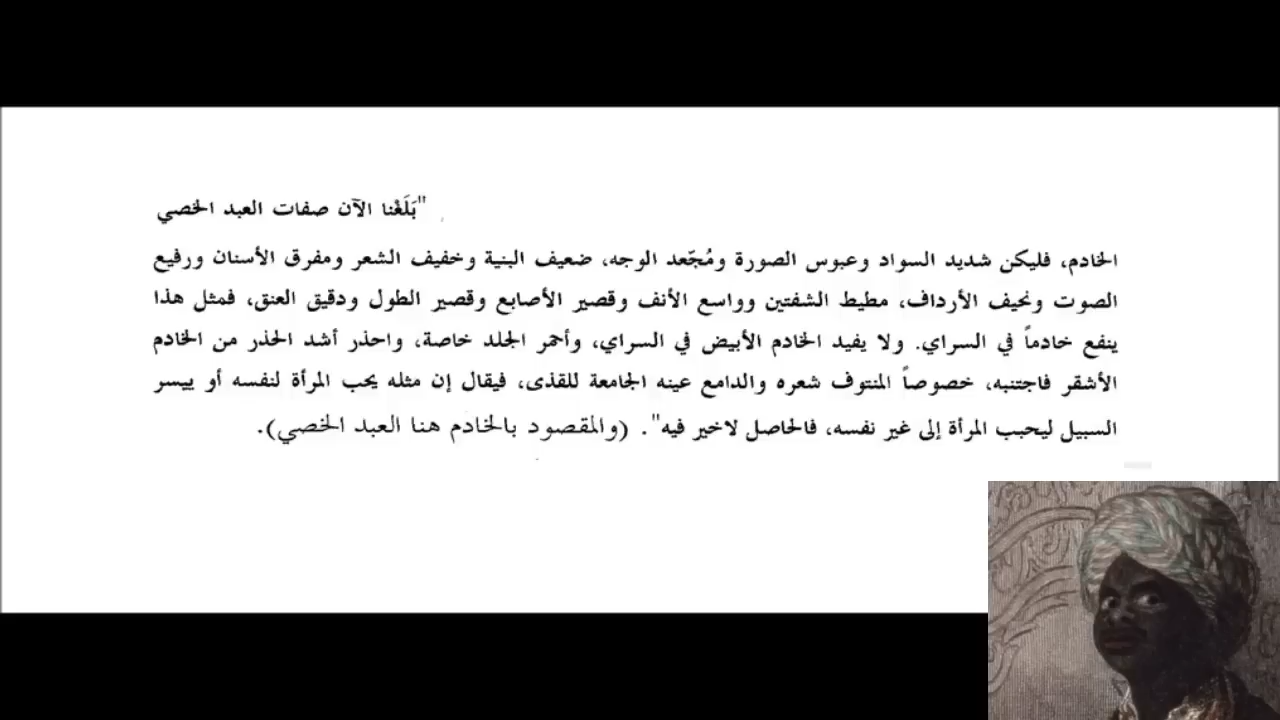 "بَلَغْنا الآن صفات العبد الخصي
الخادم، فليكن شديد السواد وعبوس الصورة ومُجّعد الوجه، ضعيف البنية وخفيف الشعر ومفرق الأسنان ورفيع
الصوت ونحيف الأرداف، مطيط الشفتين وواسع الأنف وقصير الأصابع وقصير الطول ودقيق العنق، فمثل هذا
ينفع خادماً في السراي. ولا يفيد الخادم الأبيض في السراي، وأحمر الجلد خاصة، واحذر أشد الحذر من الخادم
الأشقر فاجتنبه، خصوصاً المنتوف شعره والدامع عينه الجامعة للقذى، فيقال إن مثله يحب المرأة لنفسه أو ييسر
السبيل ليحبب المرأة إلى غير نفسه، فالحاصل لاخير فيه". (والمقصود بالخادم هنا العبد الخصي).